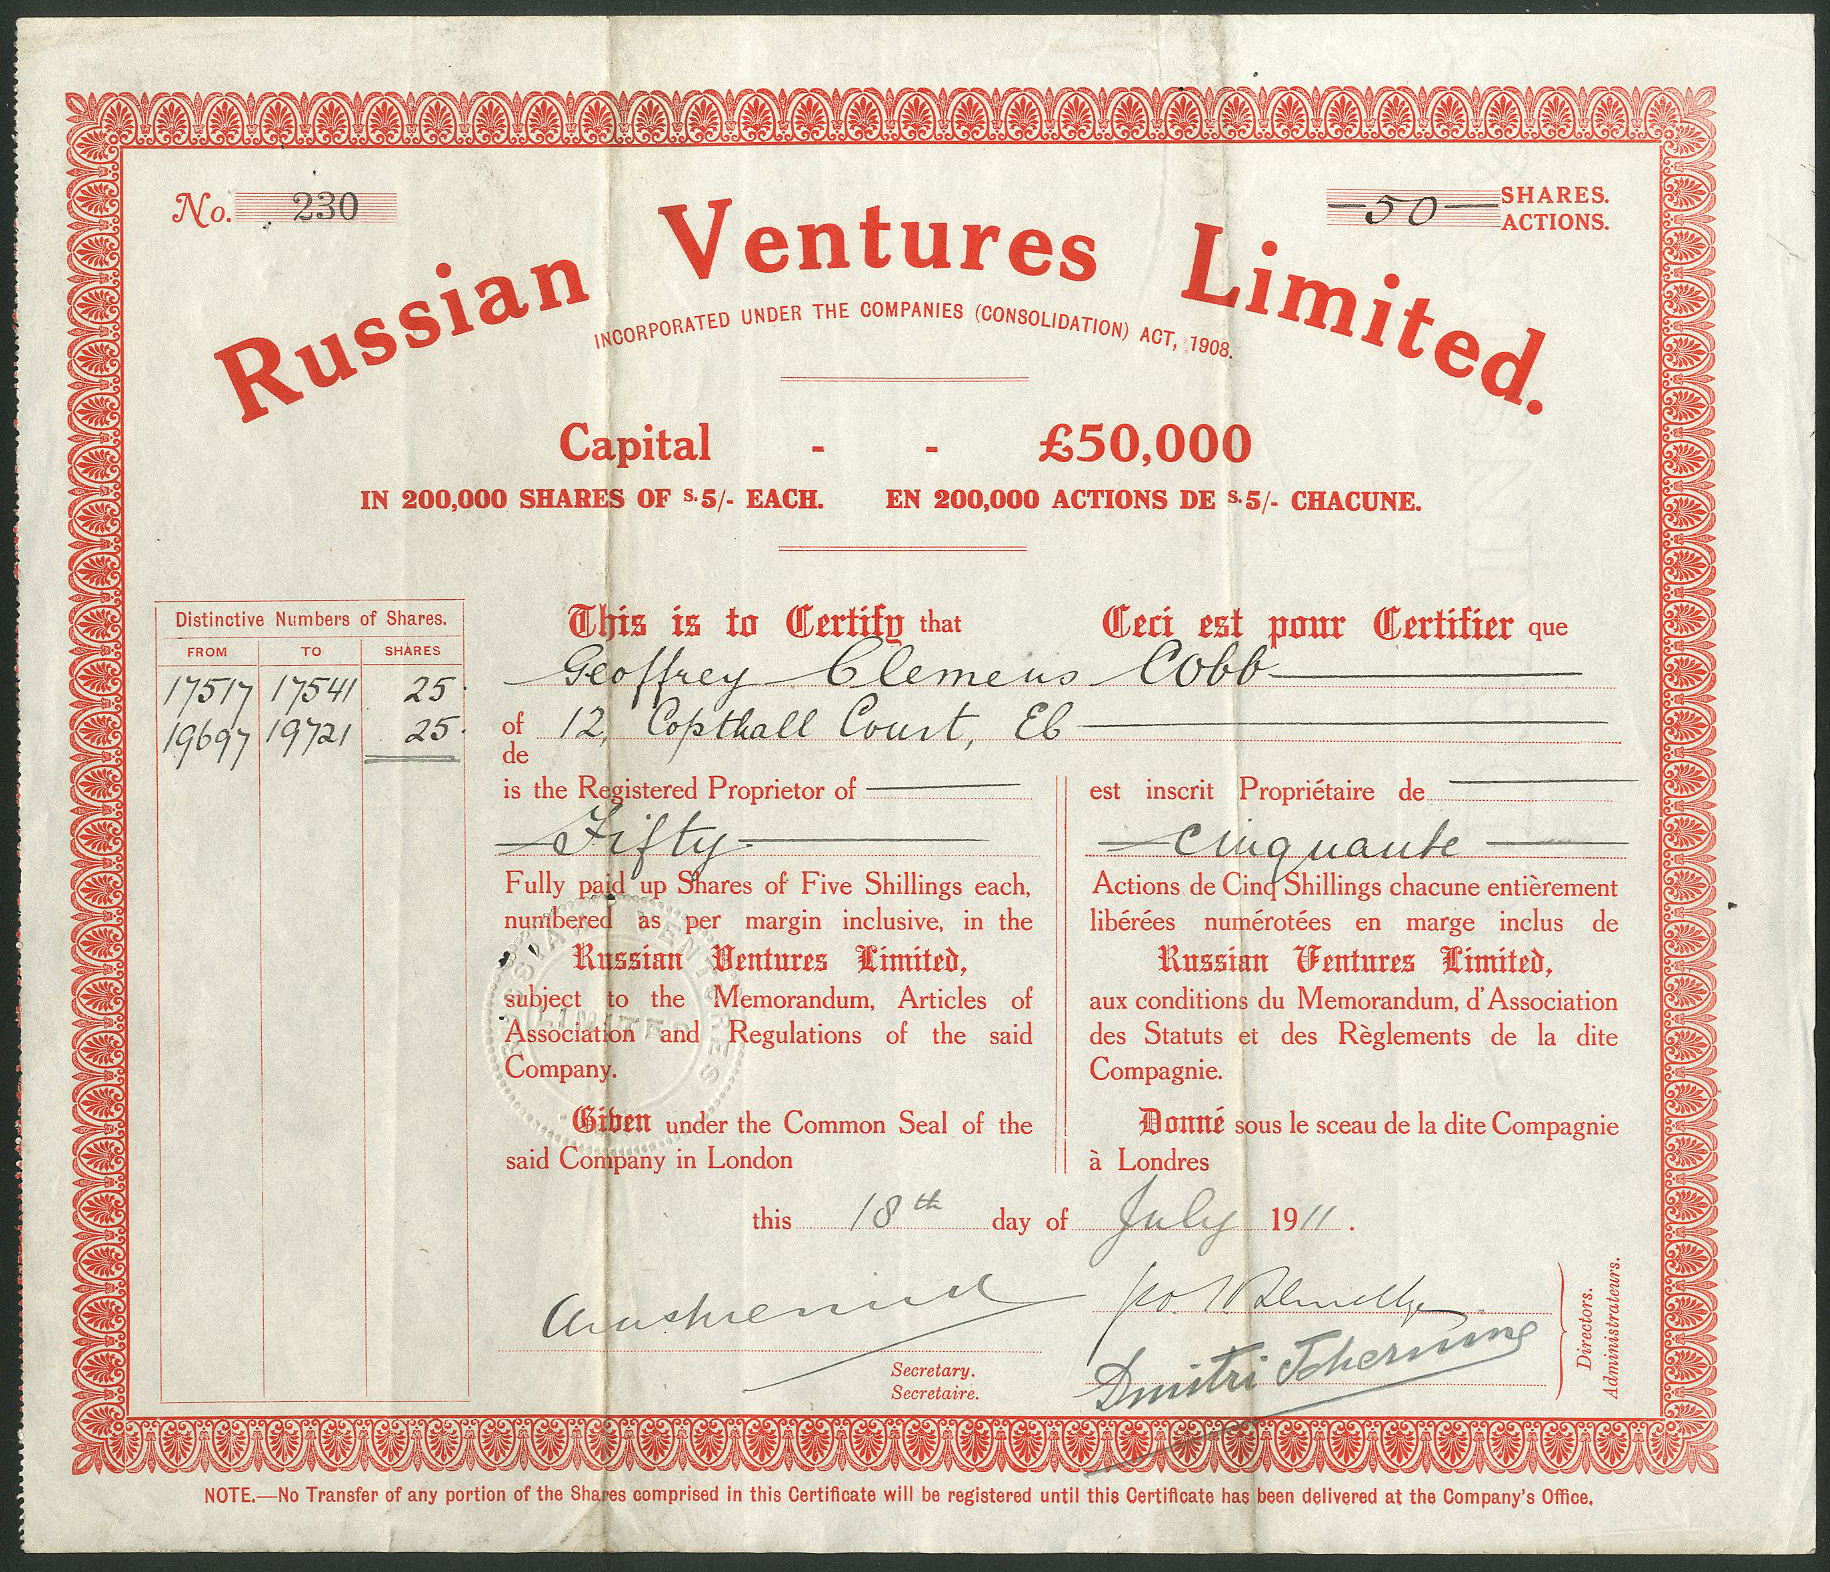 No. 230
50 SHARES.
ACTIONS.
Russian Ventures Limited.
INCORPORATED UNDER THE COMPANIES (CONSOLIDATION) ACT, 1908.
Capital - - £50,000
IN 200,000 SHARES OF S.5/- EACH. EN 200,000 ACTIONS DE S.5/- CHACUNE.
Distinctive Numbers of Shares.
FROM TO SHARES
17517 17541 25
19697 19721 25
This is to Certify that Ceci est pour Certifier que
Geoffrey Clemens Cobb
of 12, Copthall Court, EC
de
is the Registered Proprietor of
Fifty
Fully paid up Shares of Five Shillings each,
numbered as per margin inclusive, in the
Russian Ventures Limited,
subject to the Memorandum, Articles of
Association and Regulations of the said
Company.
Given under the Common Seal of the
said Company in London
est inscrit Propriétaire de
cinquante
Actions de Cinq Shillings chacune entièrement
libérées numérotées en marge inclus de
Russian Ventures Limited,
aux conditions du Memorandum, d'Association
des Statuts et des Règlements de la dite
Compagnie.
Donné sous le sceau de la dite Compagnie
à Londres
RUSSIAN VENTURES
LIMITED
this 18th day of July 1911.
Secretary.
Secretaire.
Dmitri Tcherning
Directors.
Administrateurs.
NOTE.—No Transfer of any portion of the Shares comprised in this Certificate will be registered until this Certificate has been delivered at the Company's Office.